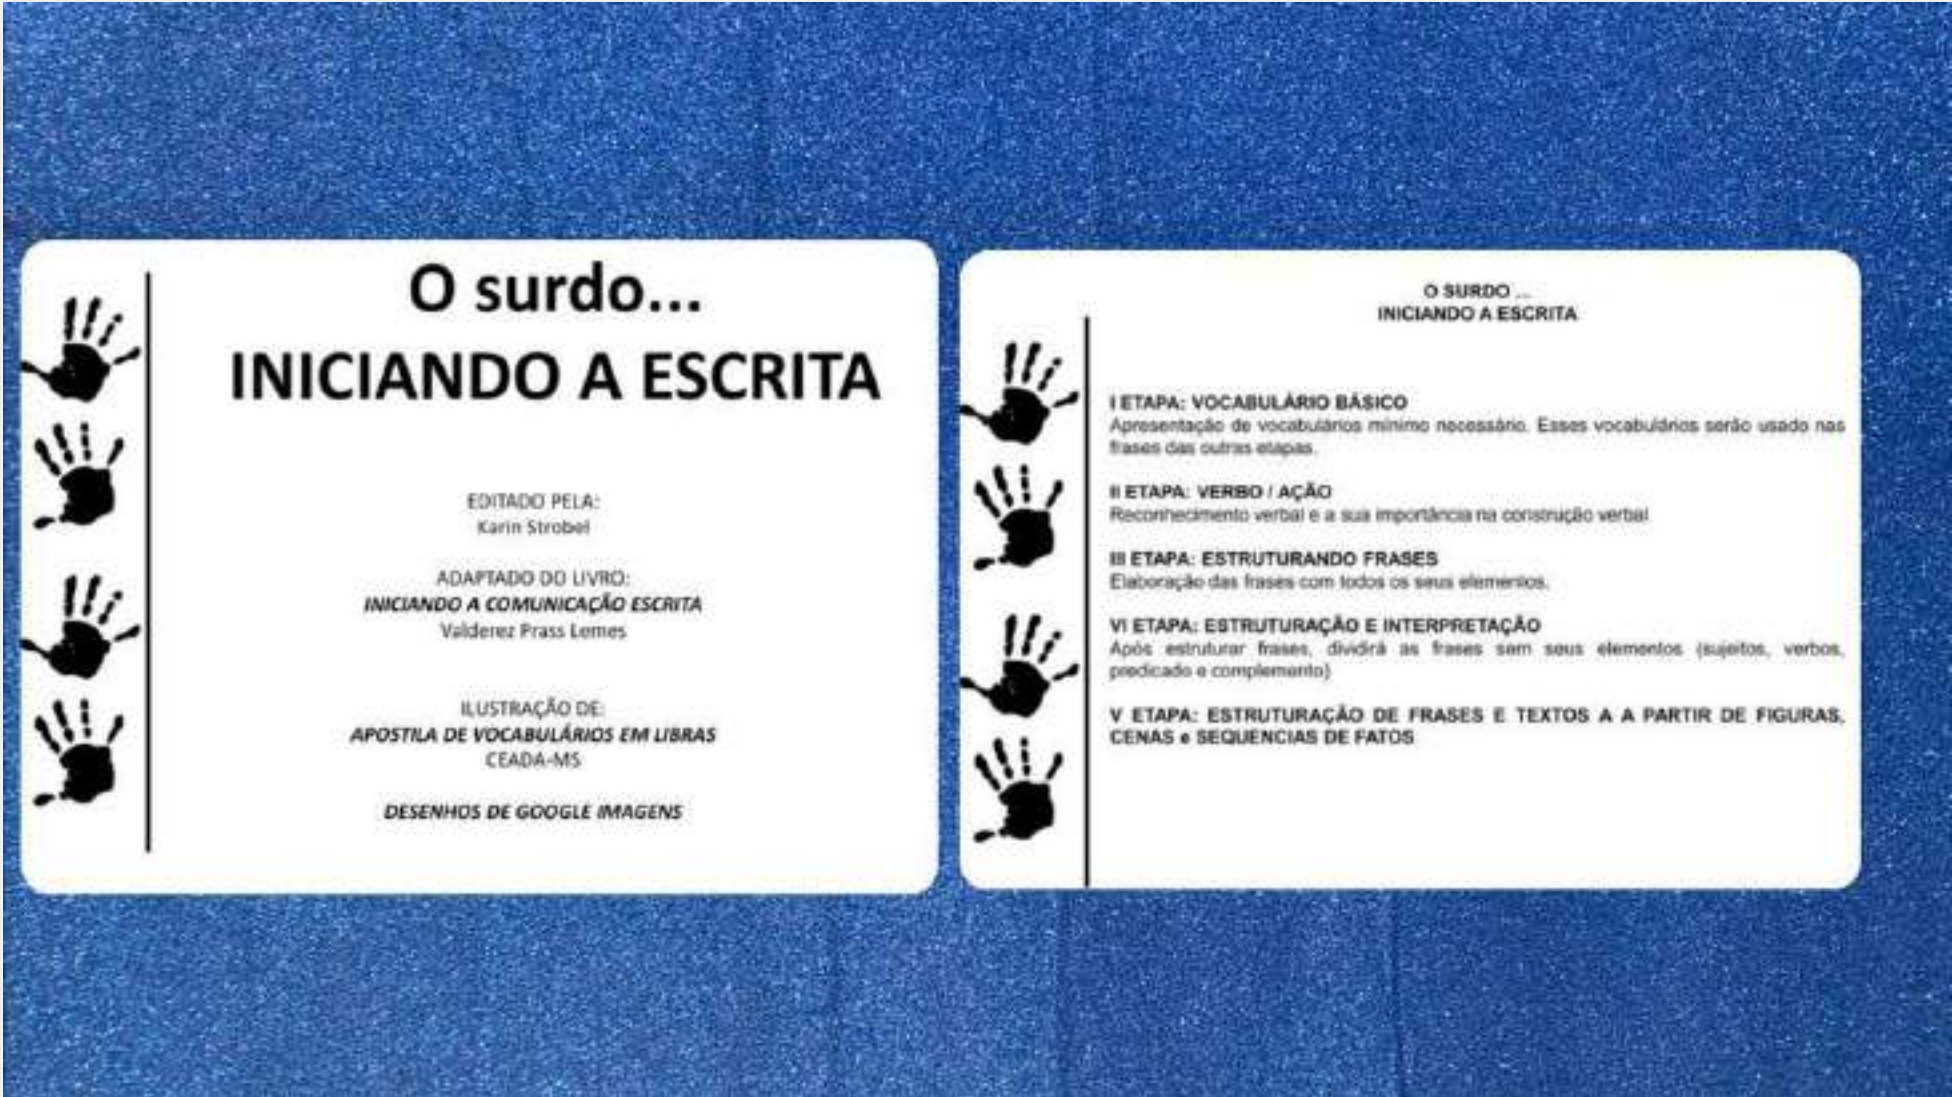 O surdo...
INICIANDO A ESCRITA
EDITADO PELA:
Karin Strobel
ADAPTADO DO LIVRO:
INICIANDO A COMUNICAÇÃO ESCRITA
Valderez Prass Lemes
ILUSTRAÇÃO DE:
APOSTILA DE VOCABULÁRIOS EM LIBRAS
CEADA-MS
DESENHOS DE GOOGLE IMAGENS
O SURDO ...
INICIANDO A ESCRITA
I ETAPA: VOCABULÁRIO BÁSICO
Apresentação de vocabulários mínimo necessário. Esses vocabulários serão usado nas
frases das outras etapas.
II ETAPA: VERBO / AÇÃO
Reconhecimento verbal e a sua importância na construção verbal
III ETAPA: ESTRUTURANDO FRASES
Elaboração das frases com todos os seus elementos.
VI ETAPA: ESTRUTURAÇÃO E INTERPRETAÇÃO
Após estruturar frases, dividirá as frases sem seus elementos (sujeitos, verbos,
predicado e complemento)
V ETAPA: ESTRUTURAÇÃO DE FRASES E TEXTOS A A PARTIR DE FIGURAS,
CENAS e SEQUENCIAS DE FATOS